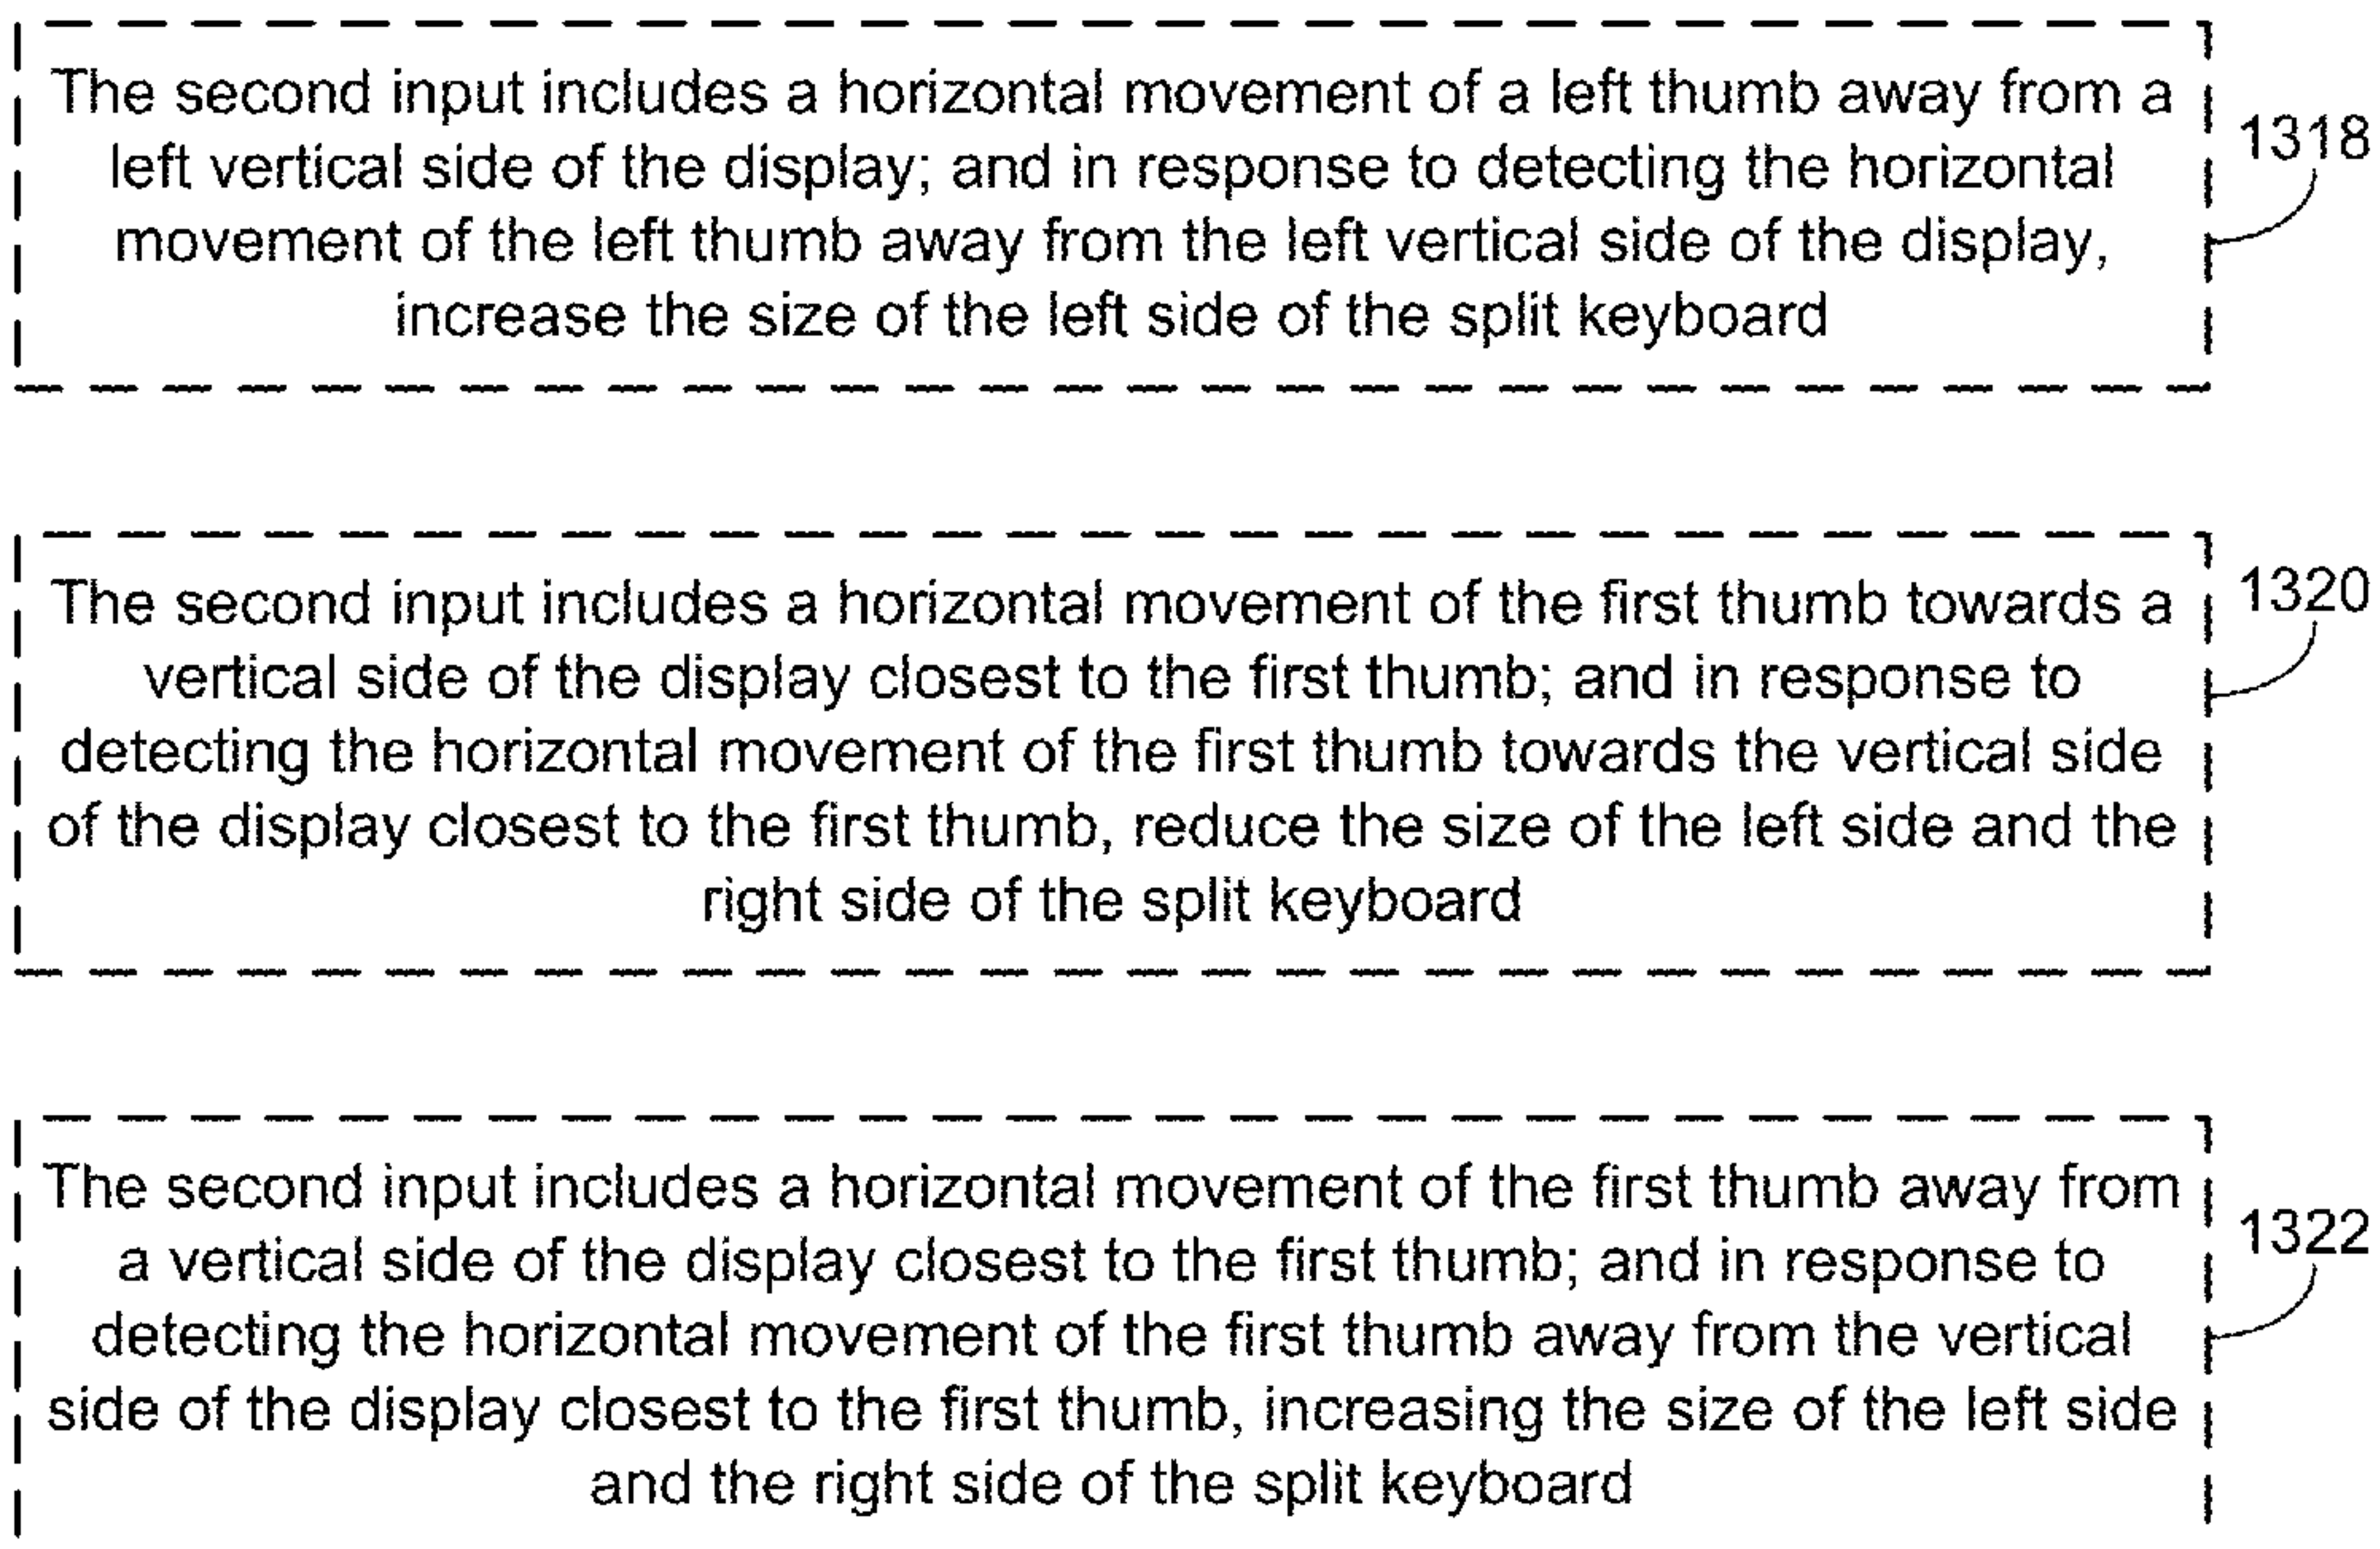 The second input includes a horizontal movement of a left thumb away from a
left vertical side of the display; and in response to detecting the horizontal
movement of the left thumb away from the left vertical side of the display,
increase the size of the left side of the split keyboard
1318
The second input includes a horizontal movement of the first thumb towards a
vertical side of the display closest to the first thumb; and in response to
detecting the horizontal movement of the first thumb towards the vertical side
of the display closest to the first thumb, reduce the size of the left side and the
right side of the split keyboard
1320
The second input includes a horizontal movement of the first thumb away from
a vertical side of the display closest to the first thumb; and in response to
detecting the horizontal movement of the first thumb away from the vertical
side of the display closest to the first thumb, increasing the size of the left side
and the right side of the split keyboard
1322